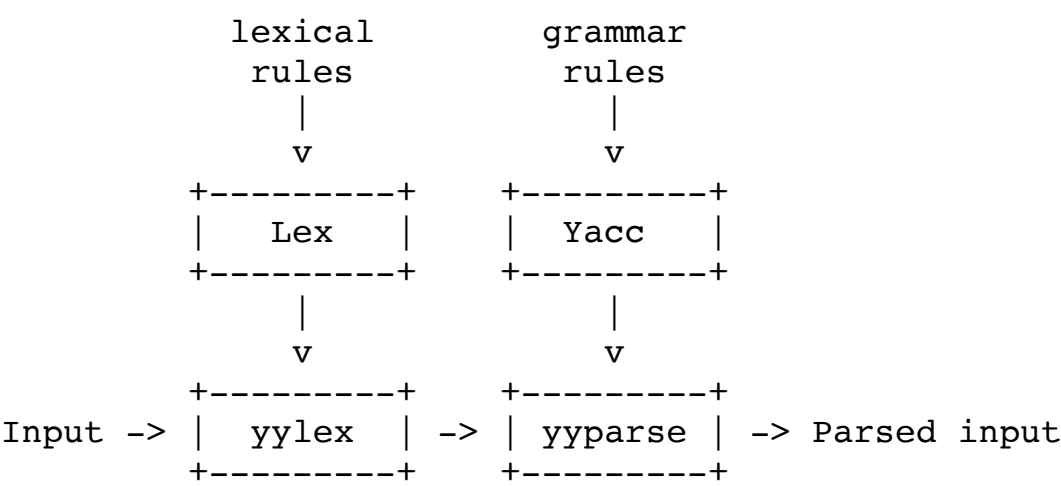 lexical        grammar
             rules          rules
               |              |
               v              v
          +---------+    +---------+
          |   Lex   |    |  Yacc   |
          +---------+    +---------+
               |              |
               v              v
          +---------+    +---------+
Input -> |  yylex  | -> | yyparse | -> Parsed input
          +---------+    +---------+